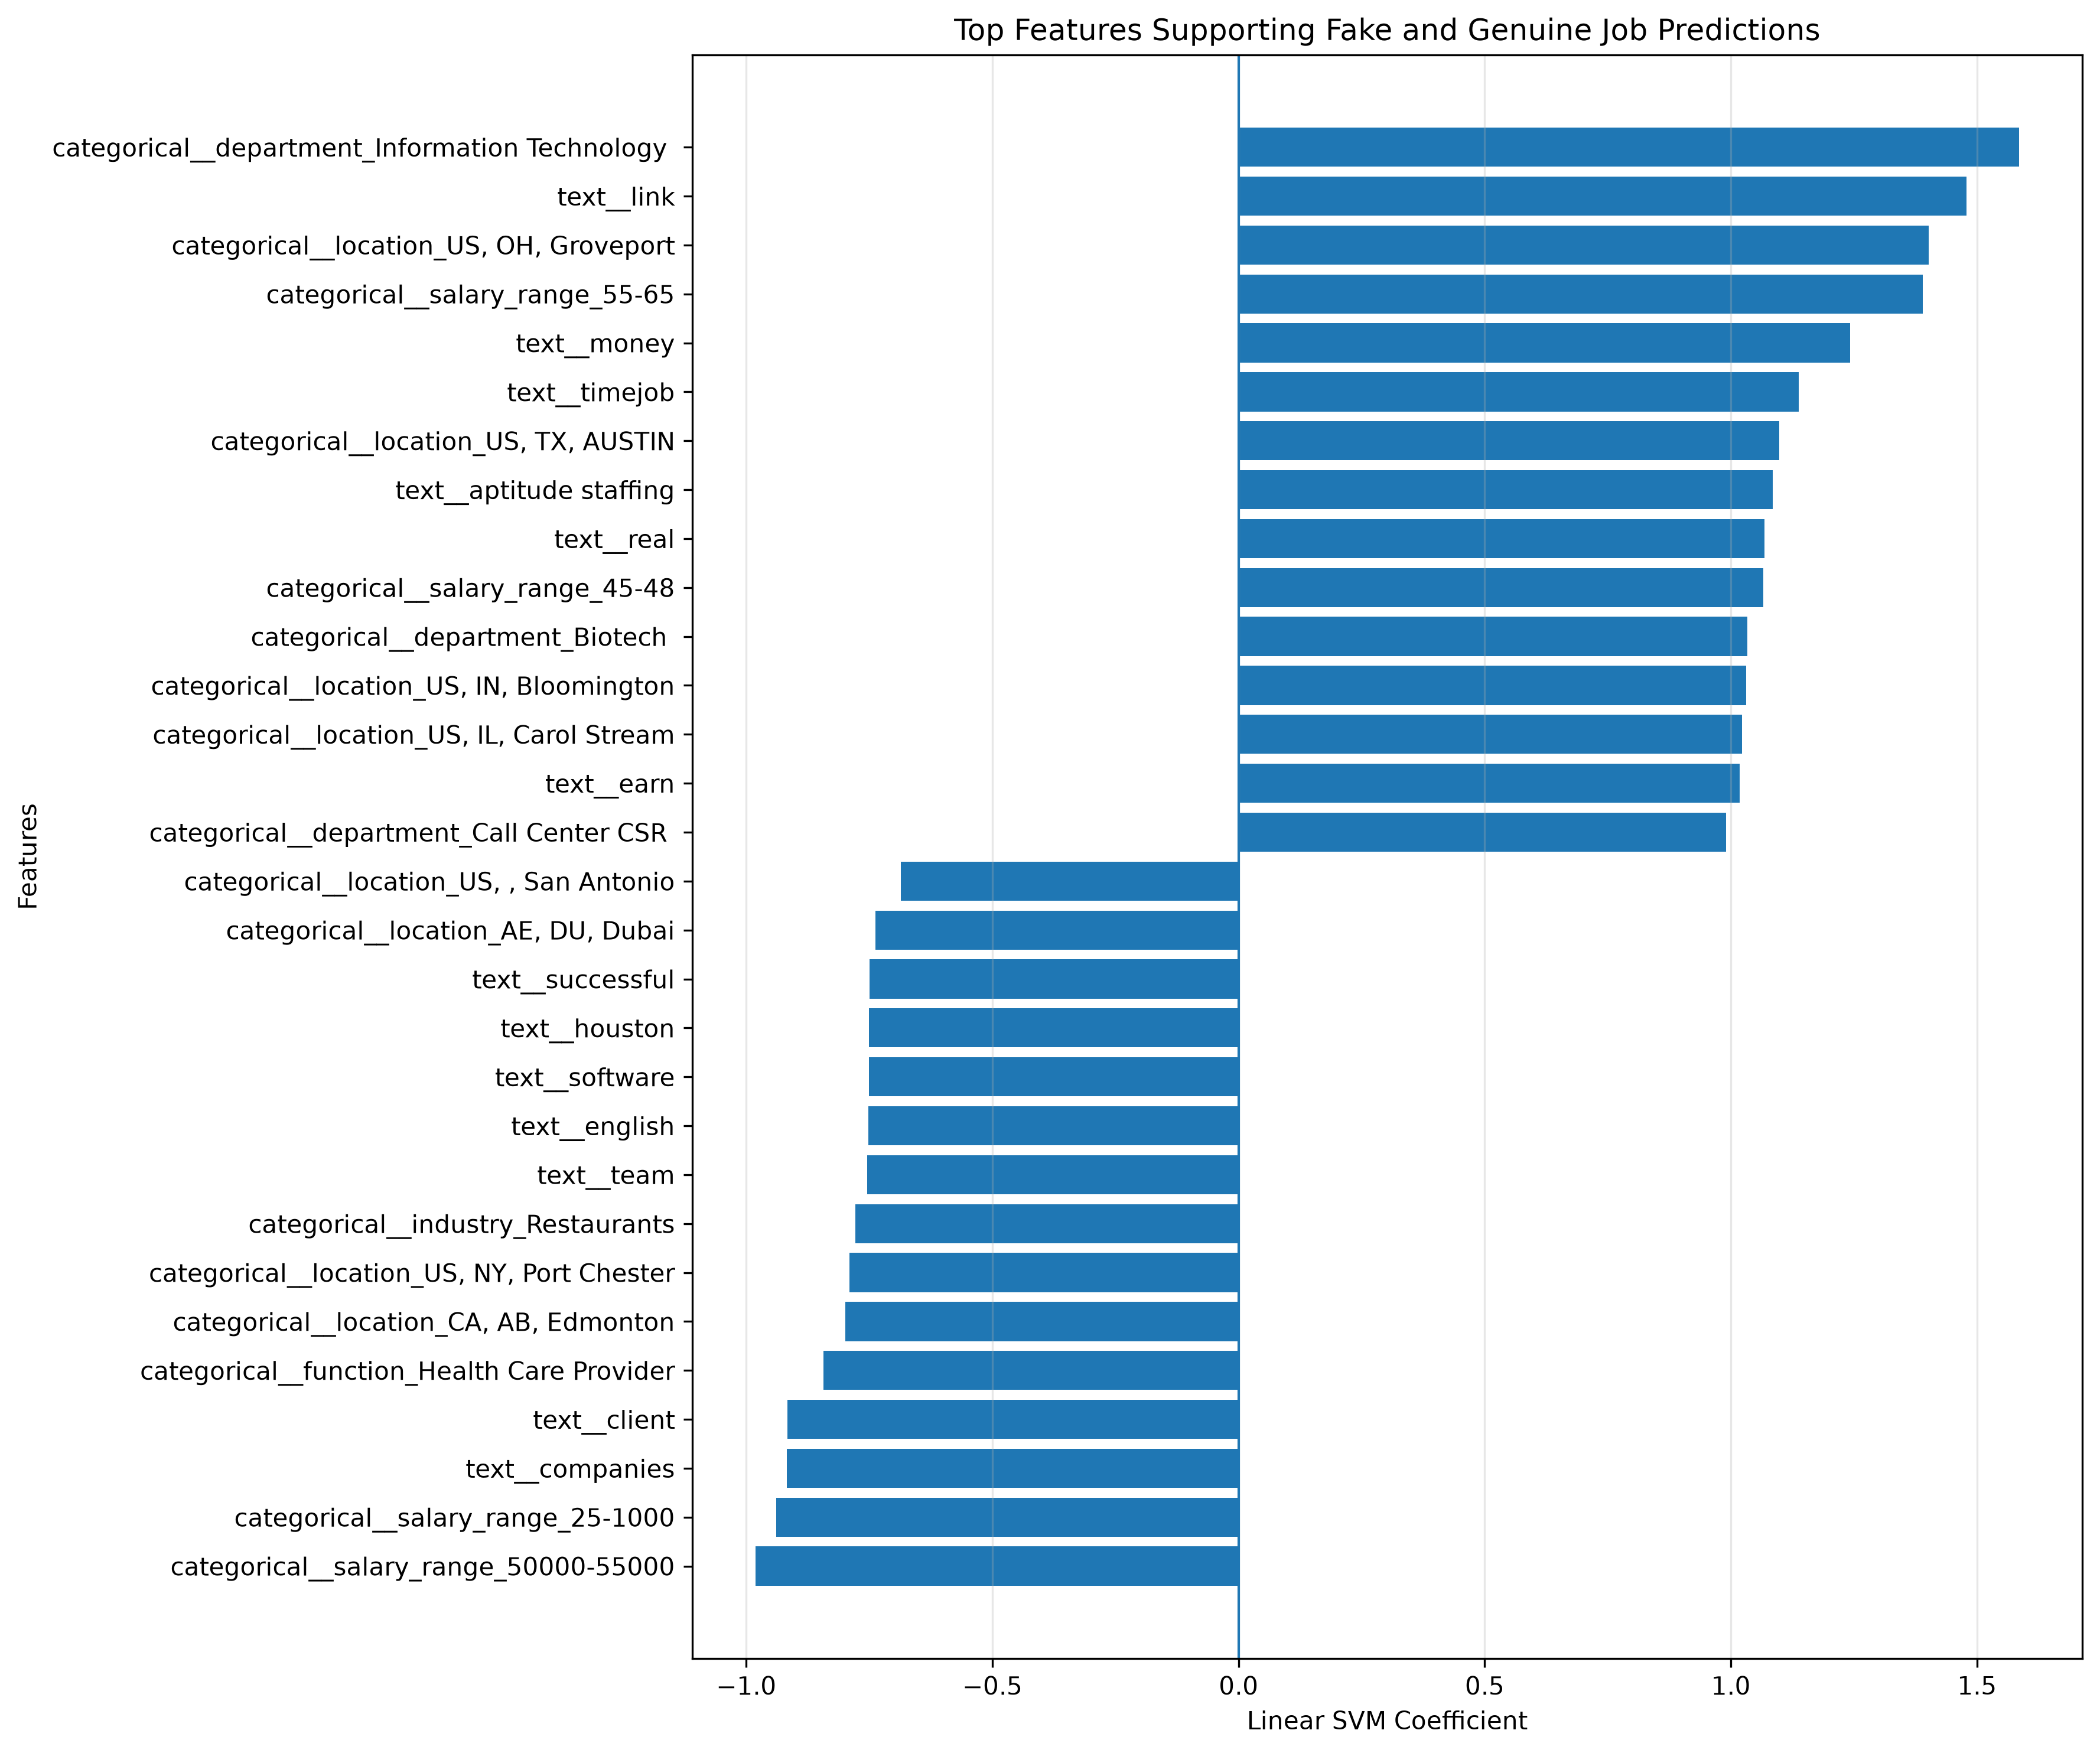 Top Features Supporting Fake and Genuine Job Predictions
Features
categorical__department_Information Technology
text__link
categorical__location_US, OH, Groveport
categorical__salary_range_55-65
text__money
text__timejob
categorical__location_US, TX, AUSTIN
text__aptitude staffing
text__real
categorical__salary_range_45-48
categorical__department_Biotech
categorical__location_US, IN, Bloomington
categorical__location_US, IL, Carol Stream
text__earn
categorical__department_Call Center CSR
categorical__location_US, , San Antonio
categorical__location_AE, DU, Dubai
text__successful
text__houston
text__software
text__english
text__team
categorical__industry_Restaurants
categorical__location_US, NY, Port Chester
categorical__location_CA, AB, Edmonton
categorical__function_Health Care Provider
text__client
text__companies
categorical__salary_range_25-1000
categorical__salary_range_50000-55000
−1.0 −0.5 0.0 0.5 1.0 1.5
Linear SVM Coefficient